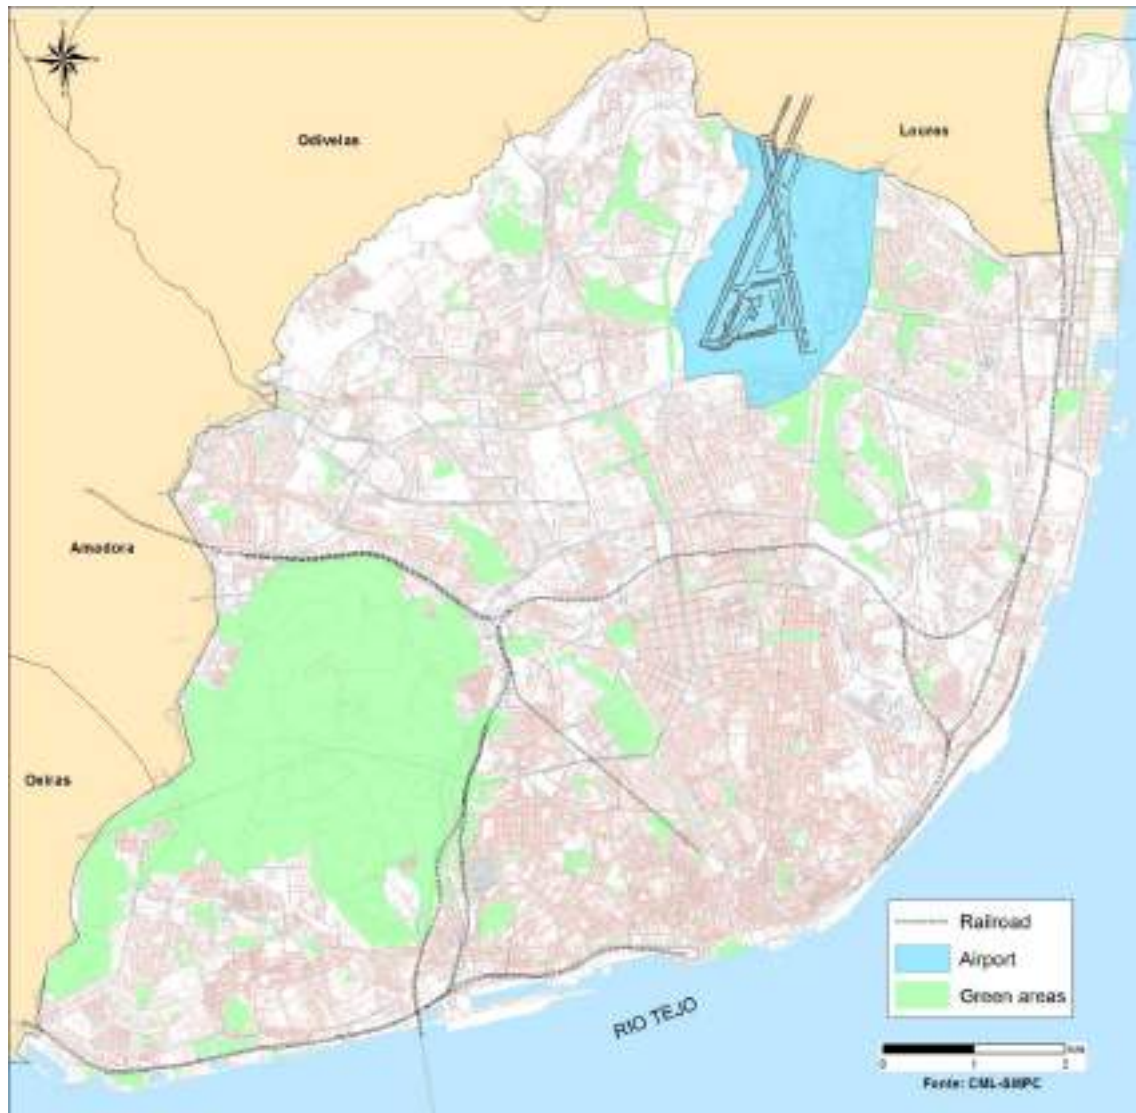 Odivelas
Loures
Amadora
Oeiras
Railroad
Airport
Green areas
RIO TEJO
0 1 2
Fonte: CML-SMPC